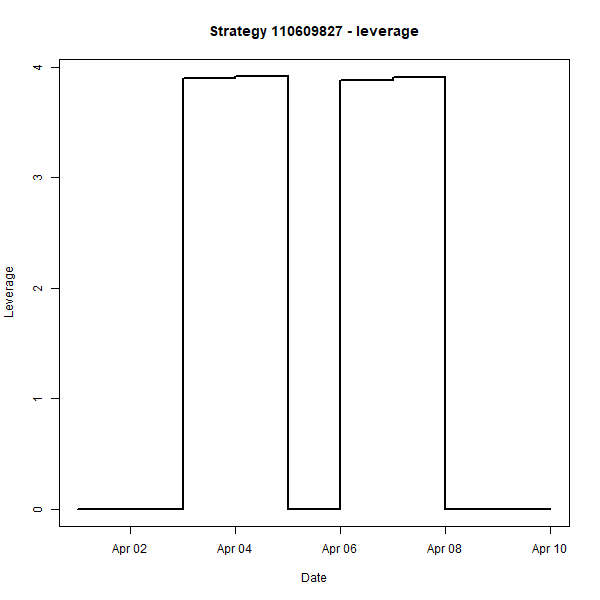 Strategy 110609827 - leverage
4
3
2
1
0
Leverage
Apr 02
Apr 04
Apr 06
Apr 08
Apr 10
Date